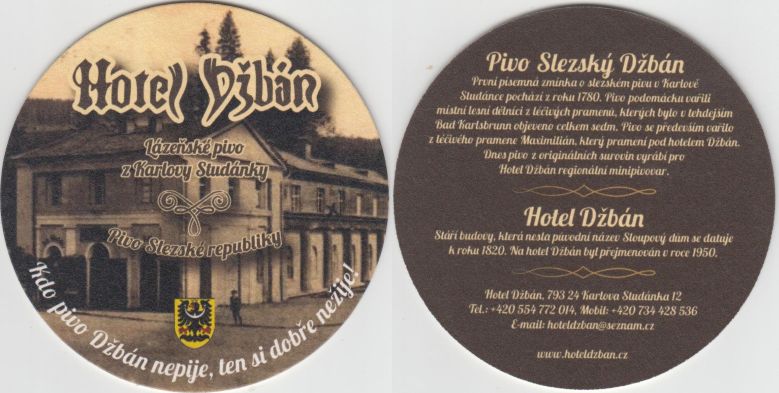 Hotel Džbán
Lázeňské pivo
z Karlovy Studánky
Pivo Slezské republiky
Kdo pivo Džbán nepije, ten si dobře nežije!
Pivo Slezský Džbán
První písemná zmínka o slezském pivu v Karlově
Studánce pochází z roku 1780. Pivo podomácku vařili
místní lesní dělníci z léčivých pramenů, kterých bylo v tehdejším
Bad Karlsbrunn objeveno celkem sedm. Pivo se především vařilo
z léčivého pramene Maximilián, který pramení pod hotelem Džbán.
Dnes pivo z originálních surovin vyrábí pro
Hotel Džbán regionální minipivovar.
Hotel Džbán
Stáří budovy, která nesla původní název Sloupový dům se datuje
k roku 1820. Na hotel Džbán byl přejmenován v roce 1950.
Hotel Džbán, 793 24 Karlova Studánka 12
Tel.: +420 554 772 014, Mobil: +420 734 428 536
E-mail: hoteldzban@seznam.cz
www.hoteldzban.cz